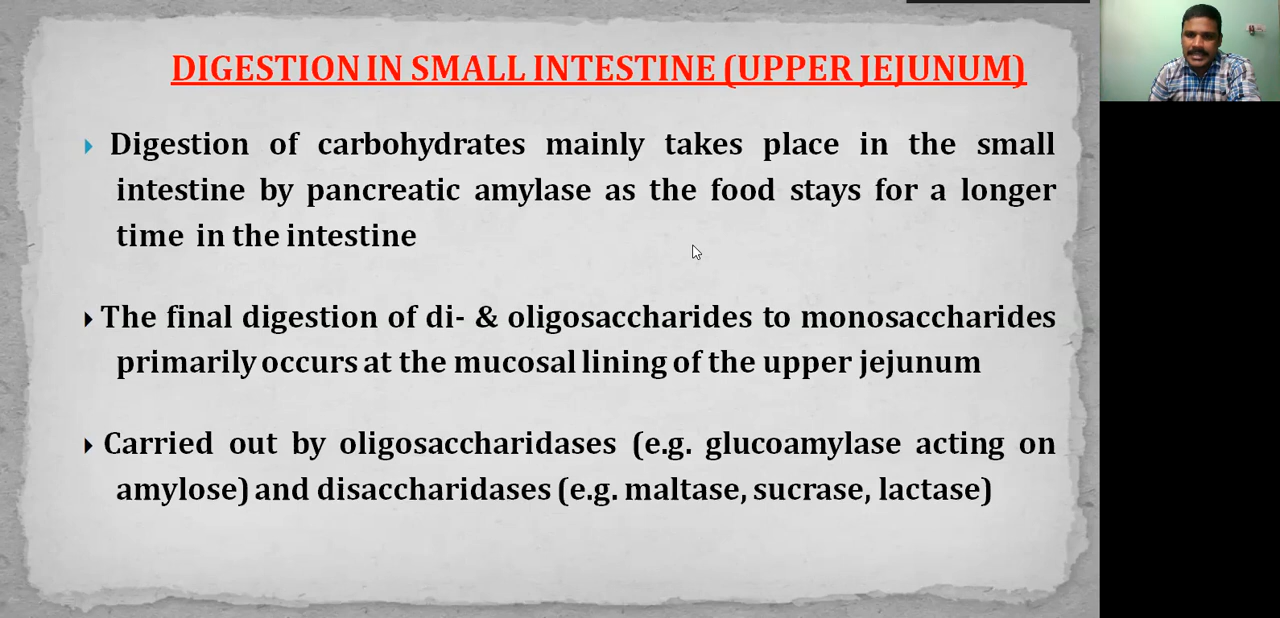 DIGESTION IN SMALL INTESTINE (UPPER JEJUNUM)
Digestion of carbohydrates mainly takes place in the small
intestine by pancreatic amylase as the food stays for a longer
time in the intestine
The final digestion of di- & oligosaccharides to monosaccharides
primarily occurs at the mucosal lining of the upper jejunum
Carried out by oligosaccharidases (e.g. glucoamylase acting on
amylose) and disaccharidases (e.g. maltase, sucrase, lactase)